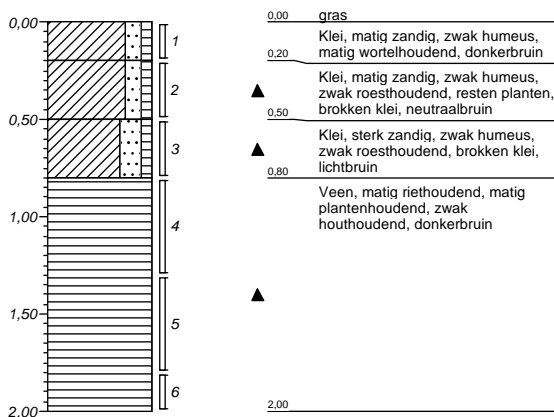 0,00
0,50
1,00
1,50
2,00
1
2
3
4
5
6
0,00
gras
Klei, matig zandig, zwak humeus,
matig wortelhoudend, donkerbruin
0,20
Klei, matig zandig, zwak humeus,
zwak roesthoudend, resten planten,
brokken klei, neutraalbruin
0,50
Klei, sterk zandig, zwak humeus,
zwak roesthoudend, brokken klei,
lichtbruin
0,80
Veen, matig riethoudend, matig
plantenhoudend, zwak
houthoudend, donkerbruin
2,00